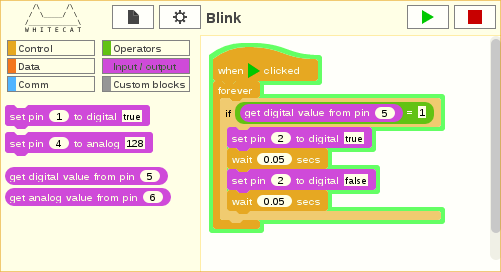 WHITECAT
Blink
Control
Operators
Data
Input / output
Comm
Custom blocks
set pin 1 to digital true
set pin 4 to analog 128
get digital value from pin 5
get analog value from pin 6
when clicked
forever
if get digital value from pin 5 = 1
set pin 2 to digital true
wait 0.05 secs
set pin 2 to digital false
wait 0.05 secs